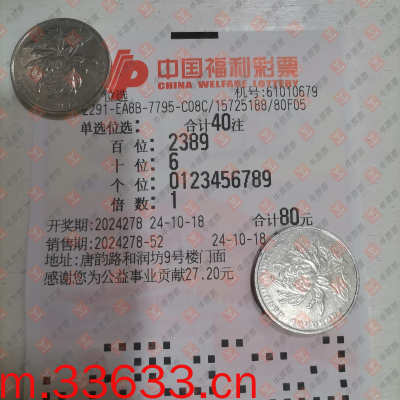 中国福利彩票
CHINA WELFARE LOTTERY
位选
机号:61010679
2291-EA8B-7795-C08C/15725188/80F05
单选位选: 合计40注
百 位: 2389
十 位: 6
个 位: 0123456789
倍 数: 1
开奖期:2024278 24-10-18 合计80元
销售期:2024278-52 24-10-18
地址:唐韵路和润坊9号楼门面
感谢您为公益事业贡献27.20元
m.33633.cn